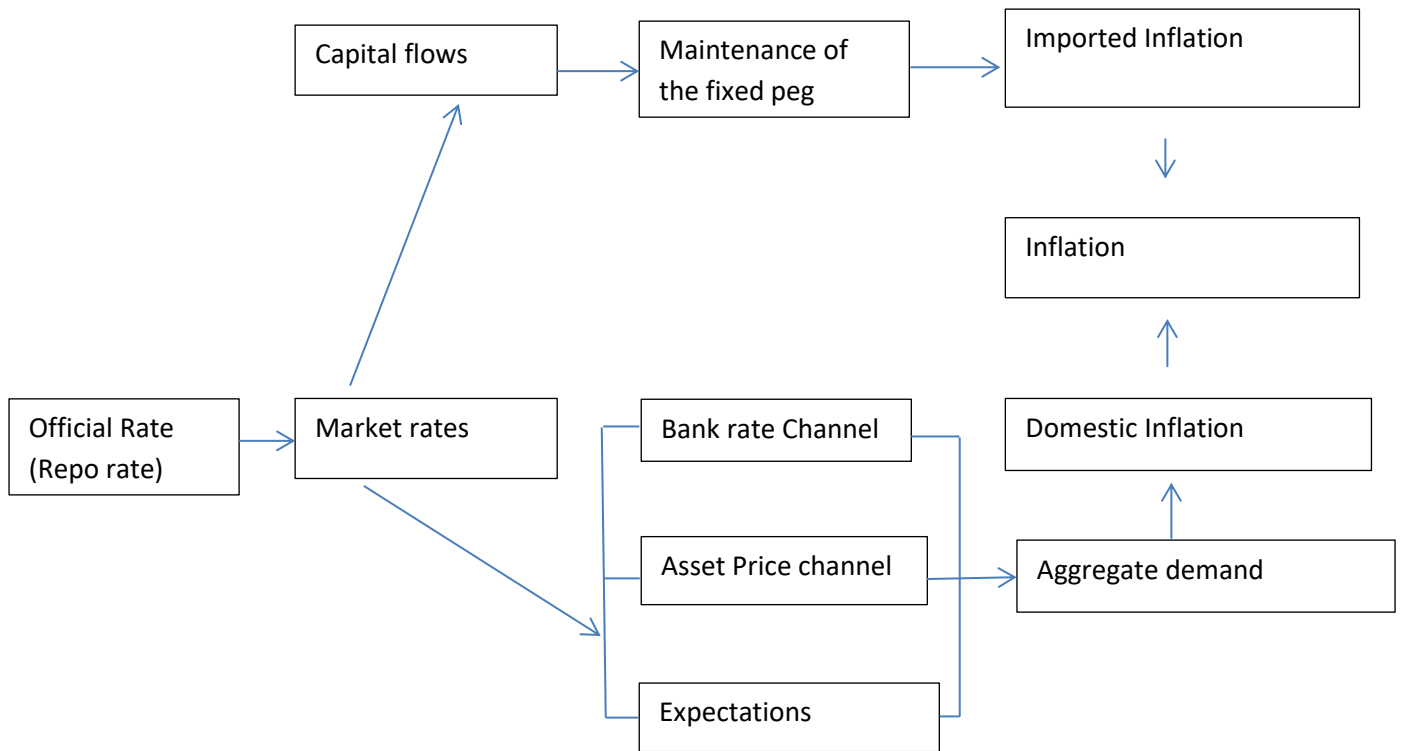 Capital flows
Maintenance of
the fixed peg
Imported Inflation
Inflation
Official Rate
(Repo rate)
Market rates
Bank rate Channel
Domestic Inflation
Asset Price channel
Aggregate demand
Expectations